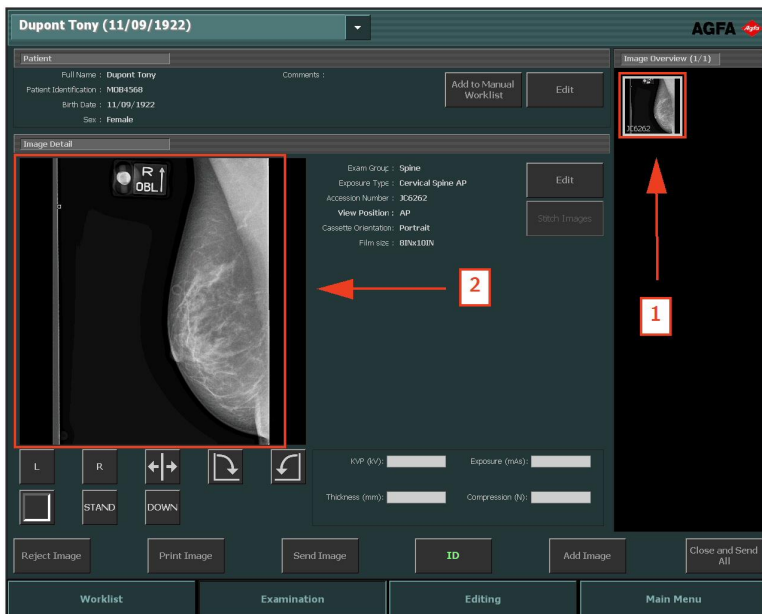 Dupont Tony (11/09/1922)
AGFA
Agfa
Patient
Full Name : Dupont Tony
Patient Identification : MOB4568
Birth Date : 11/09/1922
Sex : Female
Comments :
Add to Manual
Worklist
Edit
Image Overview (1/1)
JC6262
1
Image Detail
R
OBL
Exam Group : Spine
Exposure Type : Cervical Spine AP
Accession Number : JC6262
View Position : AP
Cassette Orientation: Portrait
Film size : 8INx10IN
Edit
Stitch Images
2
L
R
STAND
DOWN
KVP (kV):
Exposure (mAs):
Thickness (mm):
Compression (N):
Reject Image
Print Image
Send Image
ID
Add Image
Close and Send
All
Worklist
Examination
Editing
Main Menu